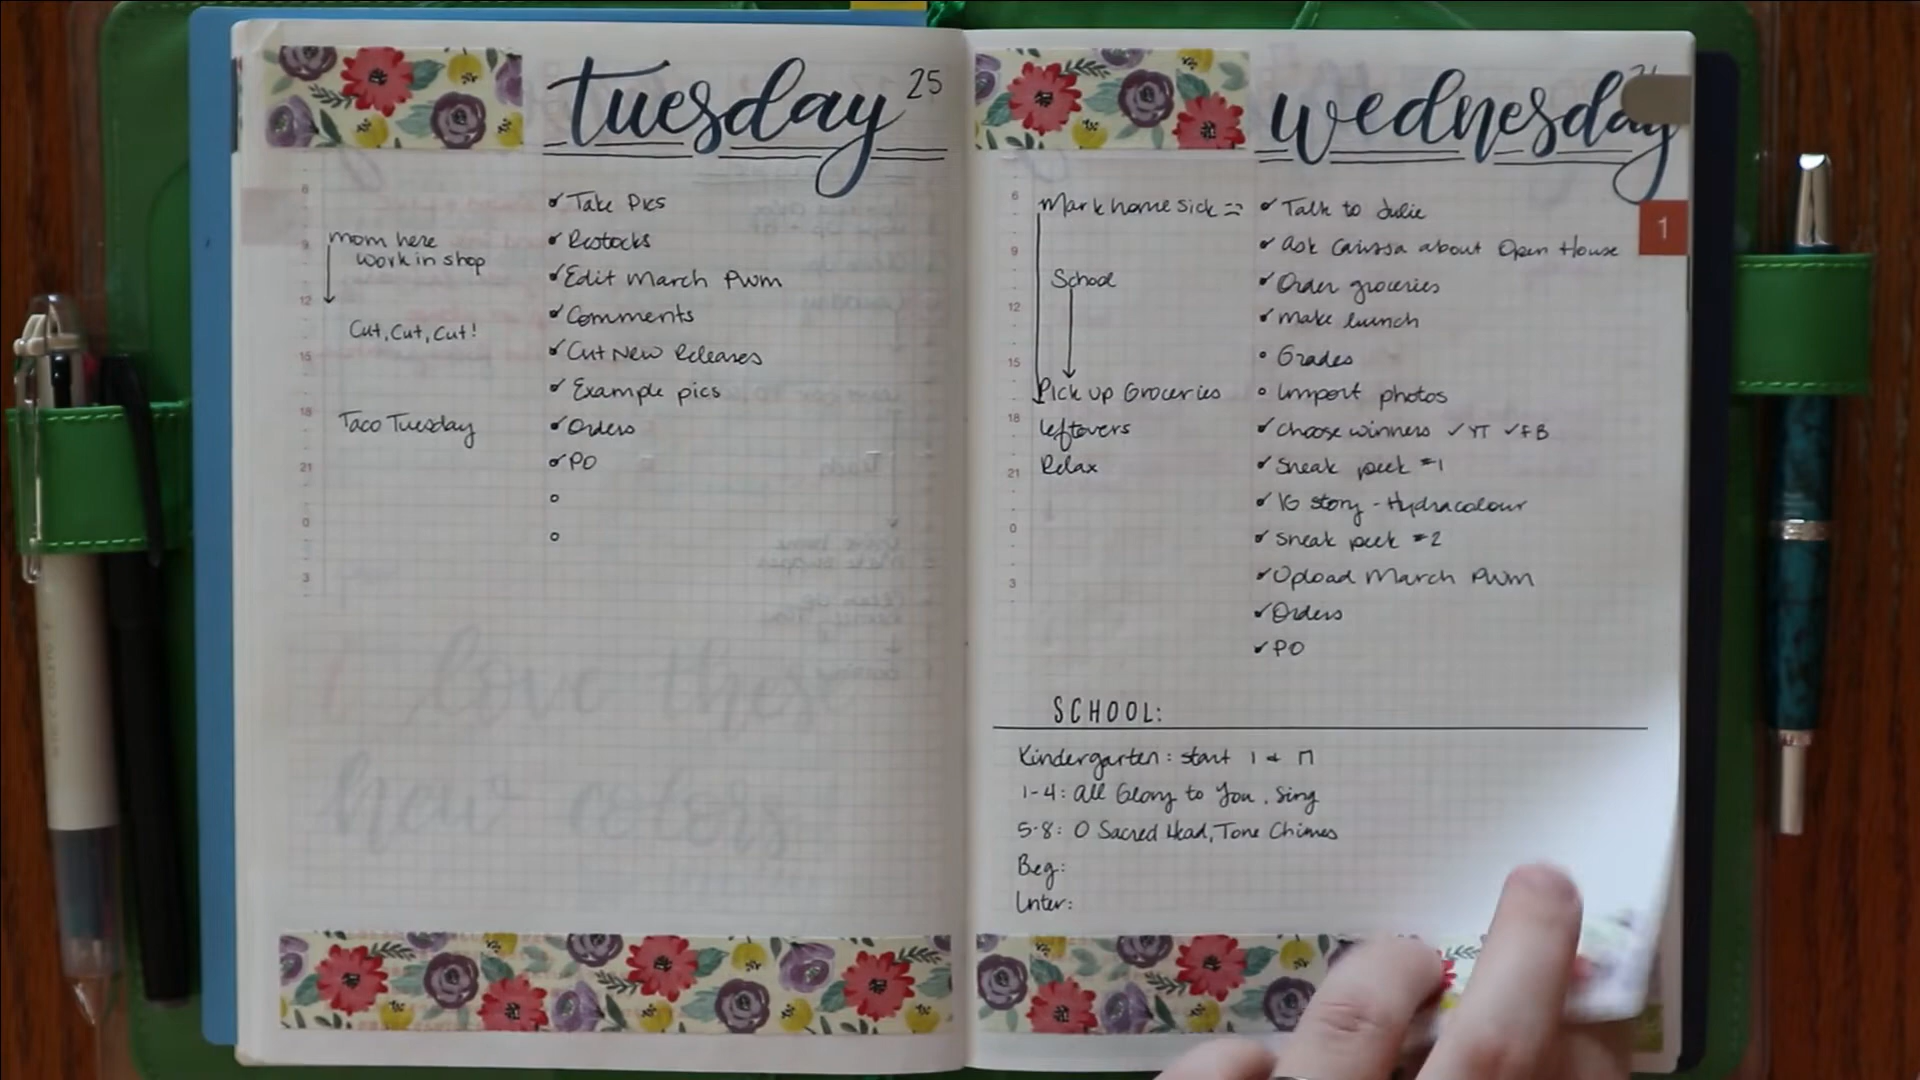 tuesday 25
6
9
12
15
18
21
0
3
Mom here
work in shop
Cut, Cut, Cut!
Taco Tuesday
✓ Take Pics
✓ Restocks
✓ Edit March PWM
✓ Comments
✓ Cut New Releases
✓ Example pics
✓ Orders
✓ PO
I love these
new colors
wednesday
6
9
12
15
18
21
0
3
Mark home sick
School
Pick up Groceries
Leftovers
Relax
✓ Talk to Julie
✓ Ask Carissa about Open House
✓ Order groceries
✓ Make lunch
Grades
Import photos
✓ Choose winners ✓ YT ✓ FB
✓ Sneak peek #1
✓ IG story - Hydracolour
✓ Sneak peek #2
✓ Upload March PWM
✓ Orders
✓ PO
1
SCHOOL:
Kindergarten: start
1-4: All Glory to You, Sing
5-8: O Sacred Head, Tone Chimes
Beg:
Inter: